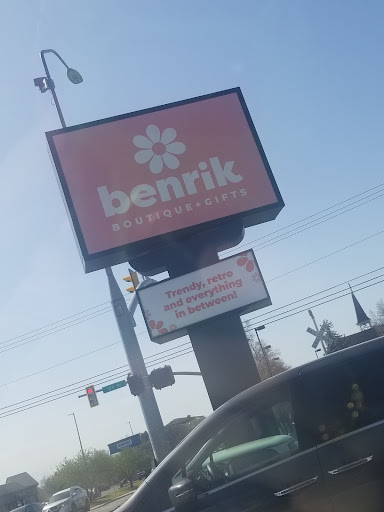 benrik
BOUTIQUE + GIFTS
Trendy, retro
and everything
in between!